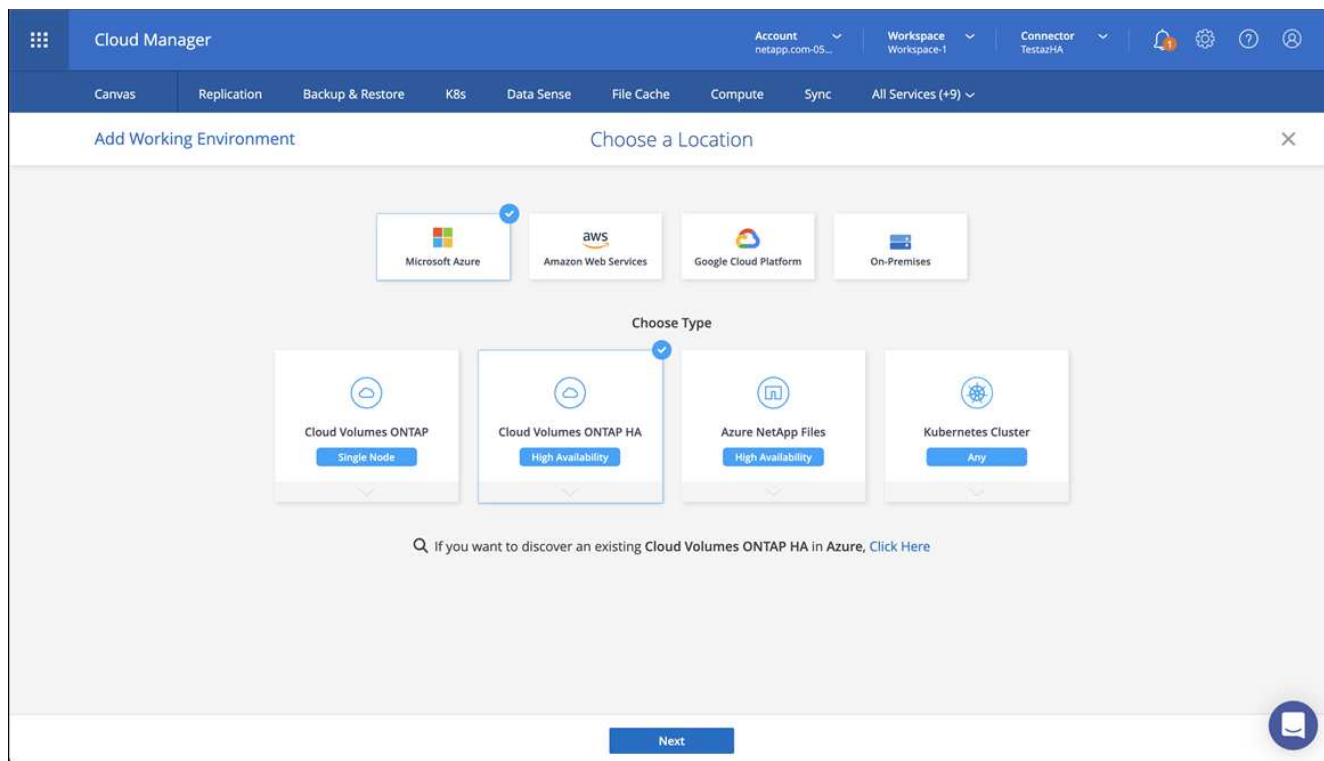 Cloud Manager
Account
netapp.com-05...
Workspace
Workspace-1
Connector
TestazHA
1
Canvas Replication Backup & Restore K8s Data Sense File Cache Compute Sync All Services (+9)
Add Working Environment
Choose a Location
Microsoft Azure
aws
Amazon Web Services
Google Cloud Platform
On-Premises
Choose Type
Cloud Volumes ONTAP
Single Node
Cloud Volumes ONTAP HA
High Availability
Azure NetApp Files
High Availability
Kubernetes Cluster
Any
If you want to discover an existing Cloud Volumes ONTAP HA in Azure, Click Here
Next